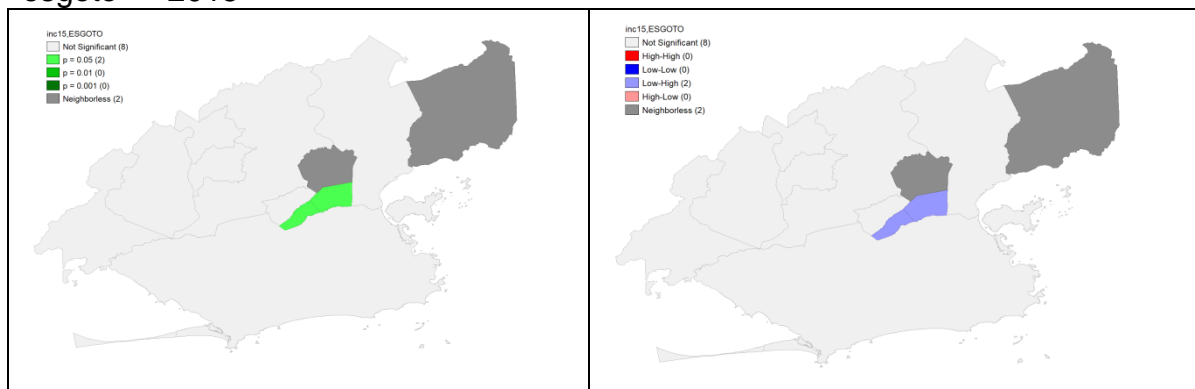 inc15,ESGOTO
Not Significant (8)
p = 0.05 (2)
p = 0.01 (0)
p = 0.001 (0)
Neighborless (2)
inc15,ESGOTO
Not Significant (8)
High-High (0)
Low-Low (0)
Low-High (2)
High-Low (0)
Neighborless (2)